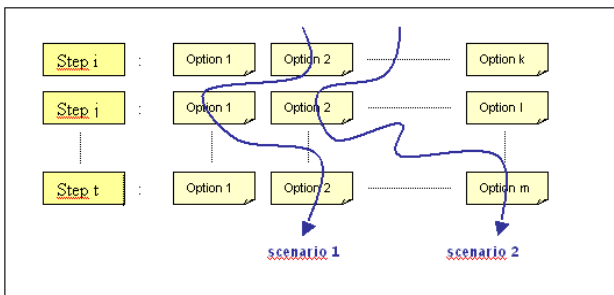 Step i : Option 1 Option 2 Option k
Step j : Option 1 Option 2 Option l
Step t : Option 1 Option 2 Option m
scenario 1 scenario 2